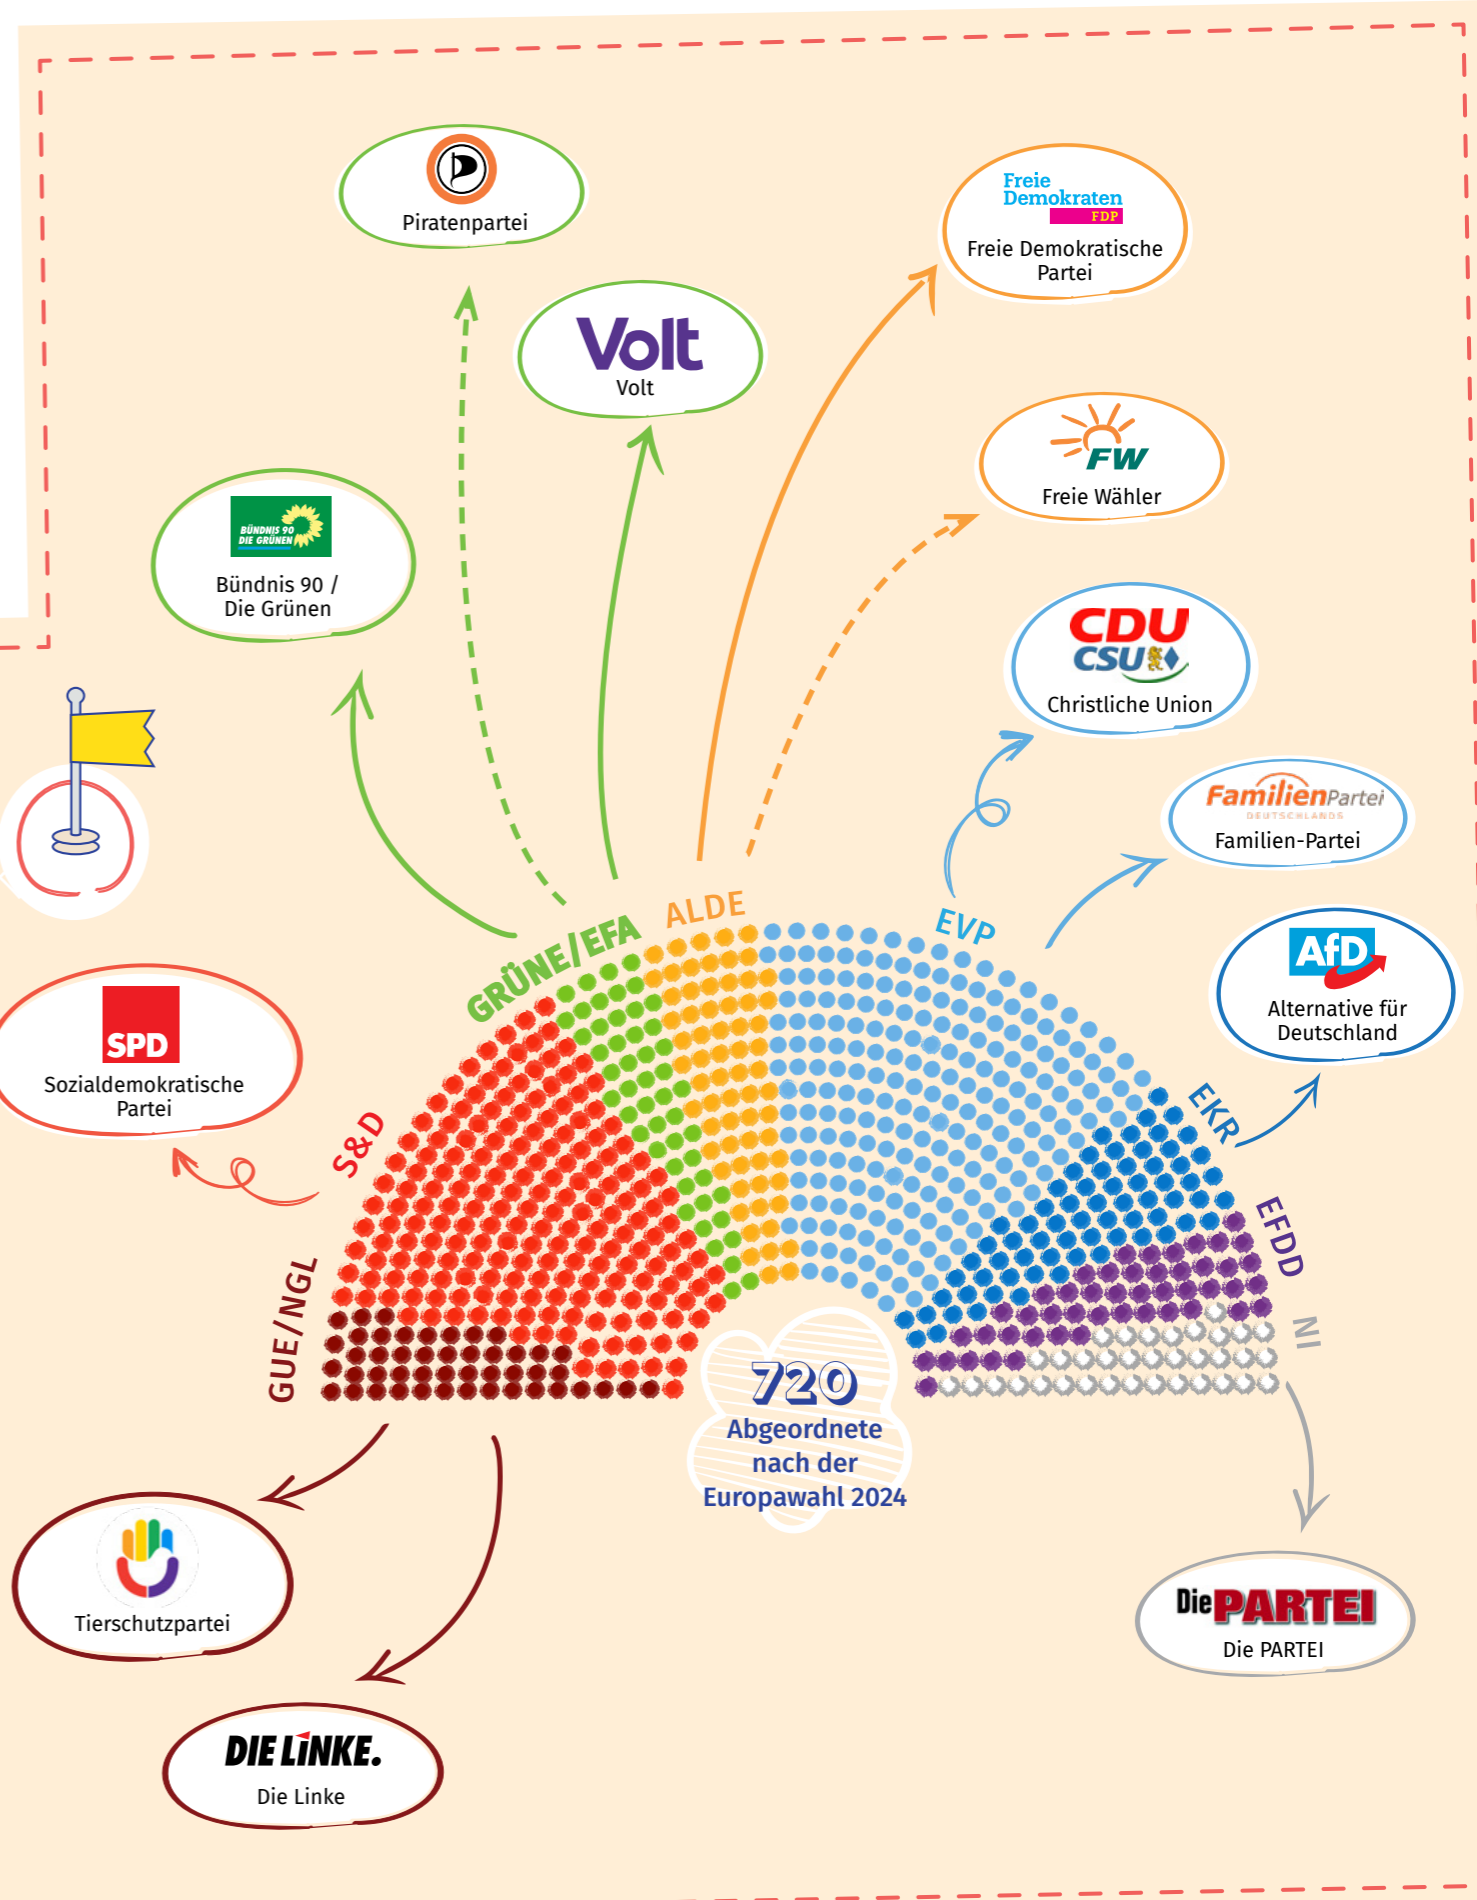 Piratenpartei
Freie
Demokraten
FDP
Freie Demokratische
Partei
Volt
Volt
FW
Freie Wähler
BÜNDNIS 90
DIE GRÜNEN
Bündnis 90 /
Die Grünen
CDU
CSU
Christliche Union
FamilienPartei
DEUTSCHLANDS
Familien-Partei
AfD
Alternative für
Deutschland
SPD
Sozialdemokratische
Partei
GUE/NGL
S&D
GRÜNE/EFA
ALDE
EVP
EKR
EFDD
NI
720
Abgeordnete
nach der
Europawahl 2024
Tierschutzpartei
DIE LINKE.
Die Linke
Die PARTEI
Die PARTEI